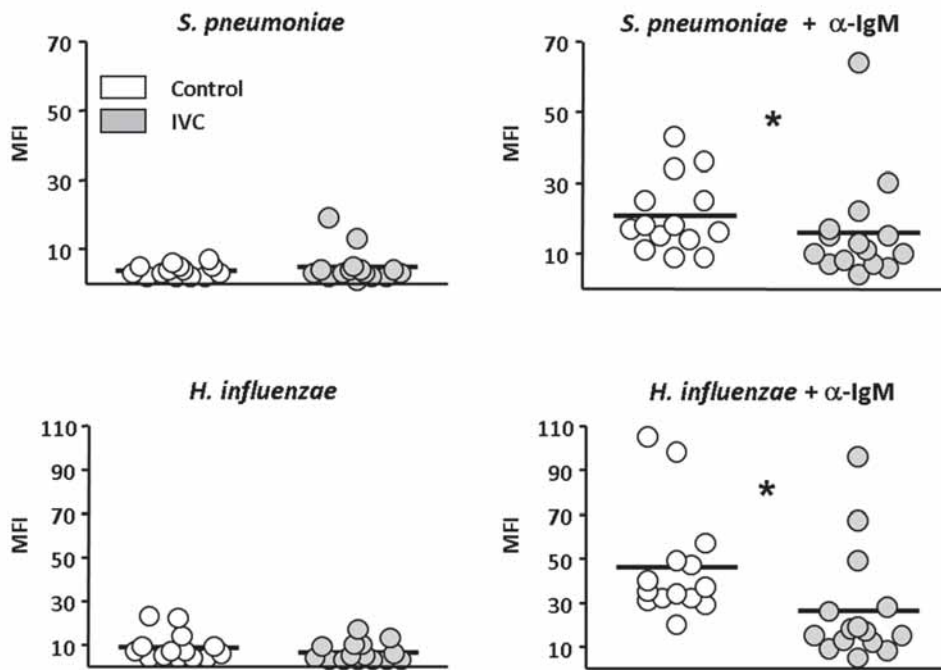 S. pneumoniae
70
50
30
10
MFI
Control
IVC
S. pneumoniae + α-IgM
70
50
30
10
MFI
*
H. influenzae
110
90
70
50
30
10
MFI
H. influenzae + α-IgM
110
90
70
50
30
10
MFI
*